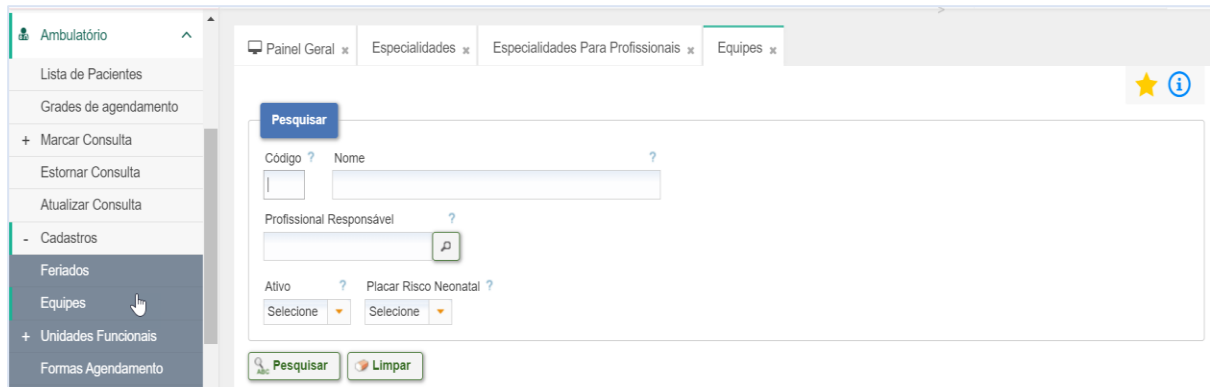 Ambulatório
Lista de Pacientes
Grades de agendamento
+ Marcar Consulta
Estornar Consulta
Atualizar Consulta
- Cadastros
Feriados
Equipes
+ Unidades Funcionais
Formas Agendamento
>
Painel Geral x Especialidades x Especialidades Para Profissionais x Equipes x
Pesquisar
Código ? Nome ?
Profissional Responsável ?
Ativo ? Placar Risco Neonatal ?
Selecione Selecione
ABC Pesquisar Limpar